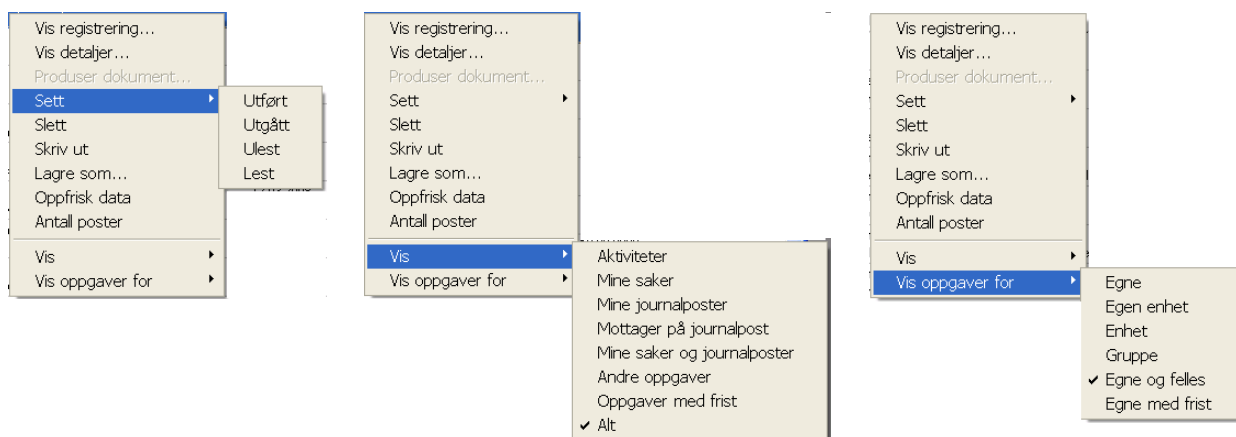 Vis registrering...
Vis detaljer...
Produser dokument...
Sett
Slett
Skriv ut
Lagre som...
Oppfrisk data
Antall poster
Vis
Vis oppgaver for
Utført
Utgått
Ulest
Lest
Vis registrering...
Vis detaljer...
Produser dokument...
Sett
Slett
Skriv ut
Lagre som...
Oppfrisk data
Antall poster
Vis
Vis oppgaver for
Aktiviteter
Mine saker
Mine journalposter
Mottager på journalpost
Mine saker og journalposter
Andre oppgaver
Oppgaver med frist
Alt
Vis registrering...
Vis detaljer...
Produser dokument...
Sett
Slett
Skriv ut
Lagre som...
Oppfrisk data
Antall poster
Vis
Vis oppgaver for
Egne
Egen enhet
Enhet
Gruppe
Egne og felles
Egne med frist